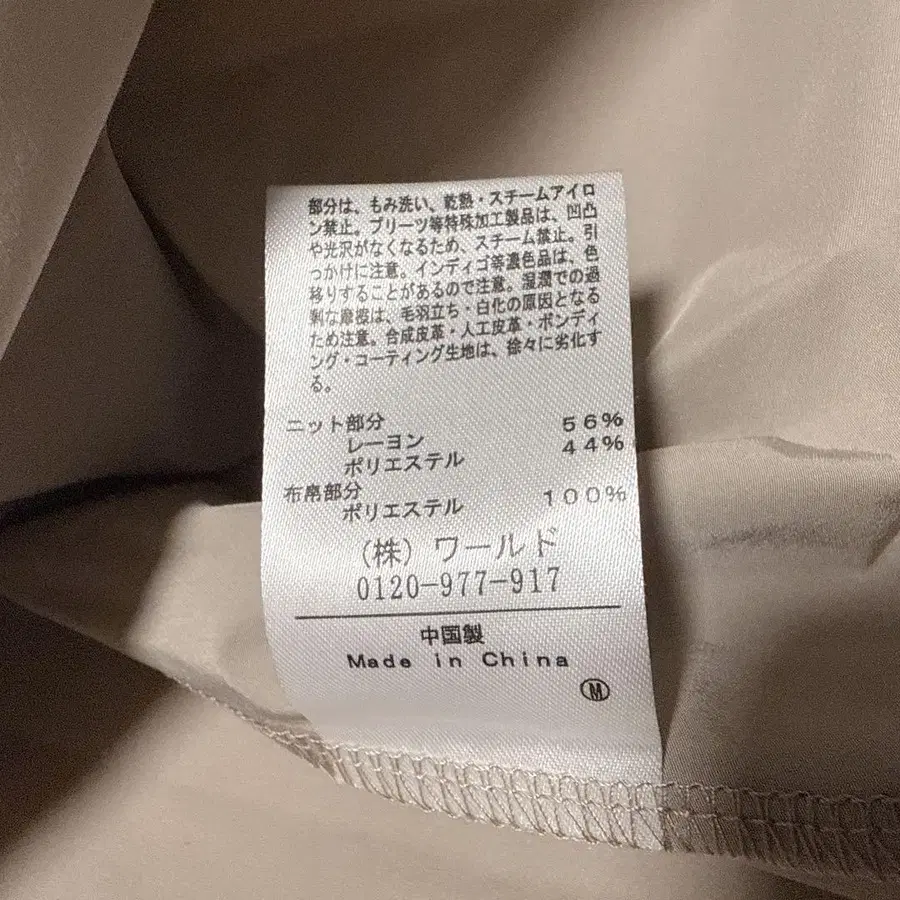 部分は、もみ洗い、乾熱・スチームアイロ
ン禁止。プリーツ等特殊加工製品は、凹凸
や光沢がなくなるため、スチーム禁止。引
っかけに注意。インディゴ等濃色品は、色
移りすることがあるので注意。湿潤での過
剰な摩擦は、毛羽立ち・白化の原因となる
ため注意。合成皮革・人工皮革・ボンディ
ング・コーティング生地は、徐々に劣化す
る。
ニット部分
レーヨン 56%
ポリエステル 44%
布帛部分
ポリエステル 100%
(株)ワールド
0120-977-917
中国製
Made in China
M